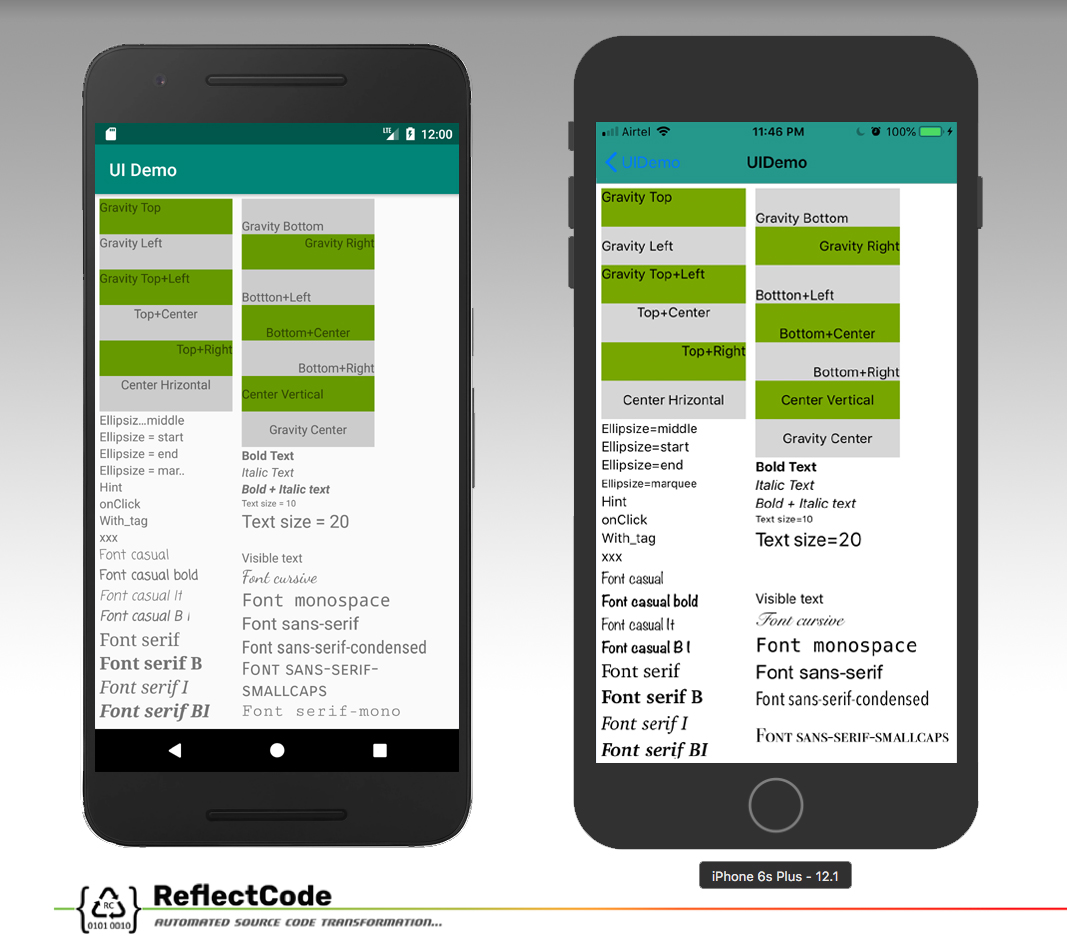 LTE 12:00
UI Demo
Gravity Top
Gravity Left
Gravity Top+Left
Top+Center
Top+Right
Center Hrizontal
Ellipsiz...middle
Ellipsize = start
Ellipsize = end
Ellipsize = mar..
Hint
onClick
With_tag
xxx
Font casual
Font casual bold
Font casual It
Font casual B I
Font serif
Font serif B
Font serif I
Font serif BI
Gravity Bottom
Gravity Right
Bottton+Left
Bottom+Center
Bottom+Right
Center Vertical
Gravity Center
Bold Text
Italic Text
Bold + Italic text
Text size = 10
Text size = 20
Visible text
Font cursive
Font monospace
Font sans-serif
Font sans-serif-condensed
Font sans-serif-
smallcaps
Font serif-mono
Airtel 11:46 PM 100%
UIDemo UIDemo
Gravity Top
Gravity Left
Gravity Top+Left
Top+Center
Top+Right
Center Hrizontal
Ellipsize=middle
Ellipsize=start
Ellipsize=end
Ellipsize=marquee
Hint
onClick
With_tag
xxx
Font casual
Font casual bold
Font casual It
Font casual B I
Font serif
Font serif B
Font serif I
Font serif BI
Gravity Bottom
Gravity Right
Bottton+Left
Bottom+Center
Bottom+Right
Center Vertical
Gravity Center
Bold Text
Italic Text
Bold + Italic text
Text size=10
Text size=20
Visible text
Font cursive
Font monospace
Font sans-serif
Font sans-serif-condensed
Font sans-serif-smallcaps
iPhone 6s Plus - 12.1
RC
0101 0010
ReflectCode
AUTOMATED SOURCE CODE TRANSFORMATION...